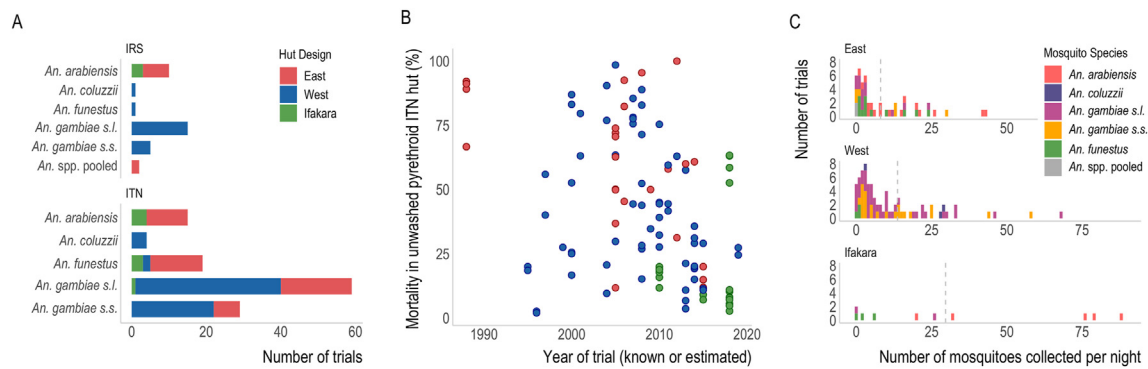 A
IRS
Hut Design
East
West
Ifakara
An. arabiensis
An. coluzzii
An. funestus
An. gambiae s.l.
An. gambiae s.s.
An. spp. pooled
ITN
An. arabiensis
An. coluzzii
An. funestus
An. gambiae s.l.
An. gambiae s.s.
0 20 40 60
Number of trials
B
Mortality in unwashed pyrethroid ITN hut (%)
100
75
50
25
0
1990 2000 2010 2020
Year of trial (known or estimated)
C
Number of trials
East
8
6
4
2
0
0 25 50
West
8
6
4
2
0
0 25 75
Ifakara
8
6
4
2
0
0 25 50 75
Number of mosquitoes collected per night
Mosquito Species
An. arabiensis
An. coluzzii
An. gambiae s.l.
An. gambiae s.s.
An. funestus
An. spp. pooled